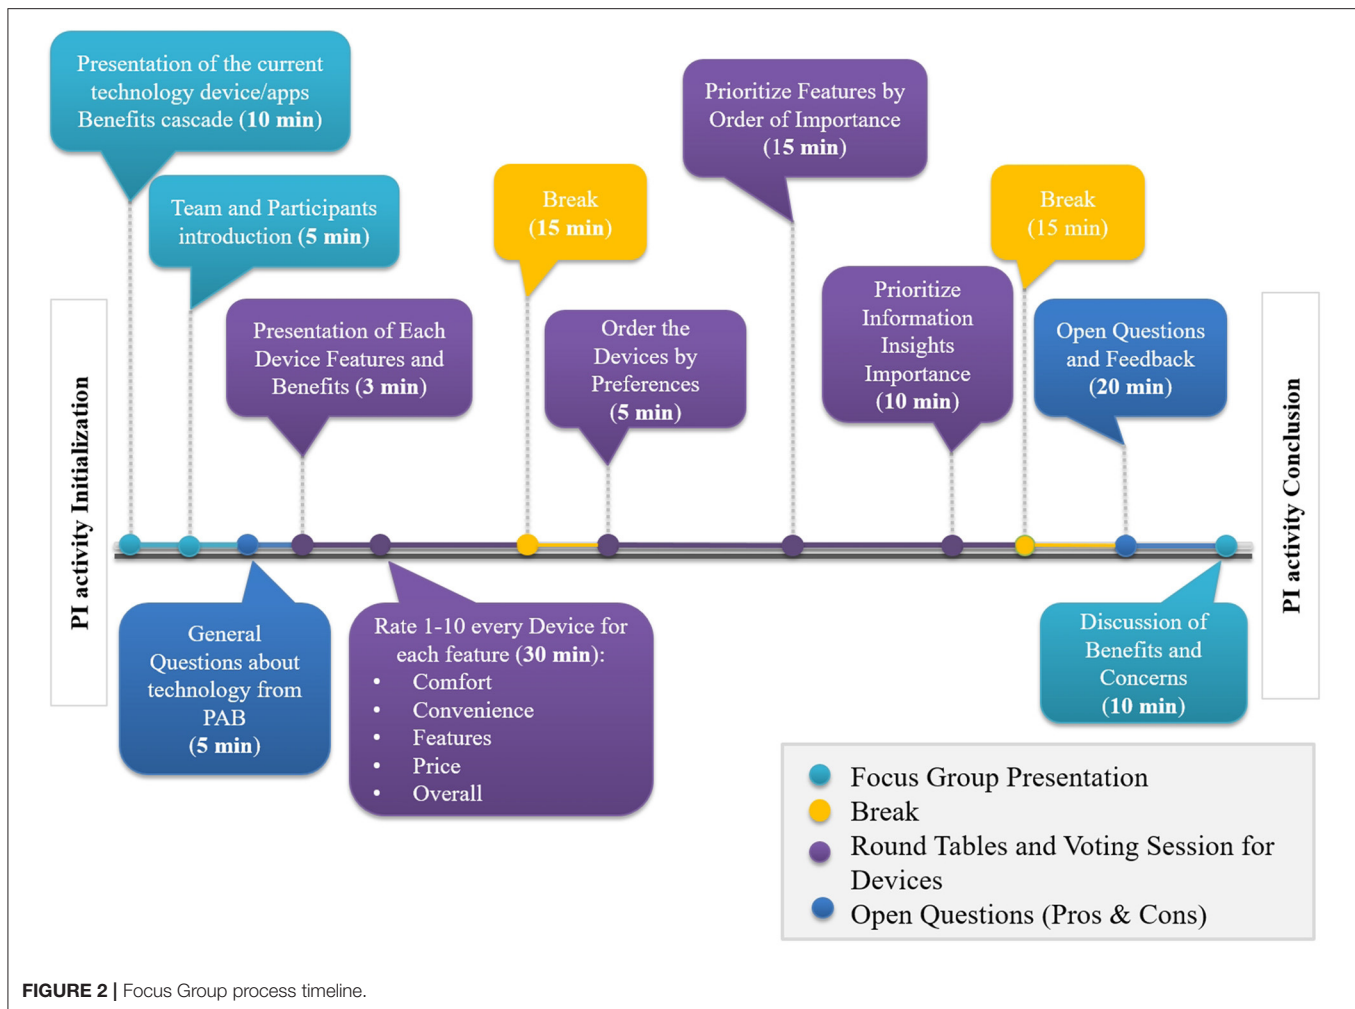 Presentation of the current
technology device/apps
Benefits cascade (10 min)
Team and Participants
introduction (5 min)
Presentation of Each
Device Features and
Benefits (3 min)
Break
(15 min)
Order the
Devices by
Preferences
(5 min)
Prioritize Features by
Order of Importance
(15 min)
Prioritize
Information
Insights
Importance
(10 min)
Break
(15 min)
Open Questions
and Feedback
(20 min)
PI activity Initialization
PI activity Conclusion
General
Questions about
technology from
PAB
(5 min)
Rate 1-10 every Device for
each feature (30 min):
• Comfort
• Convenience
• Features
• Price
• Overall
Discussion of
Benefits and
Concerns
(10 min)
Focus Group Presentation
Break
Round Tables and Voting Session for
Devices
Open Questions (Pros & Cons)
FIGURE 2 | Focus Group process timeline.